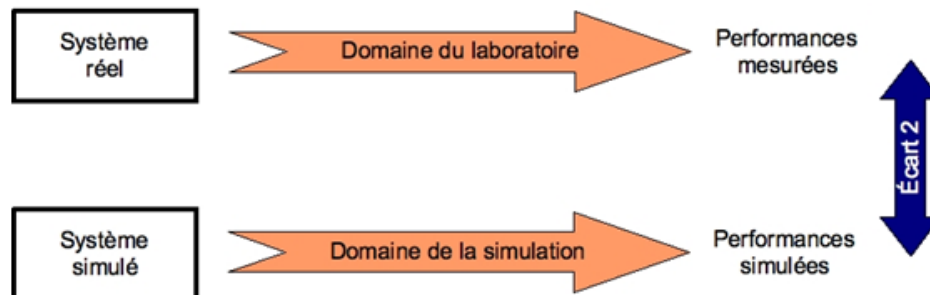 Système
réel
Domaine du laboratoire
Performances
mesurées
Écart 2
Système
simulé
Domaine de la simulation
Performances
simulées